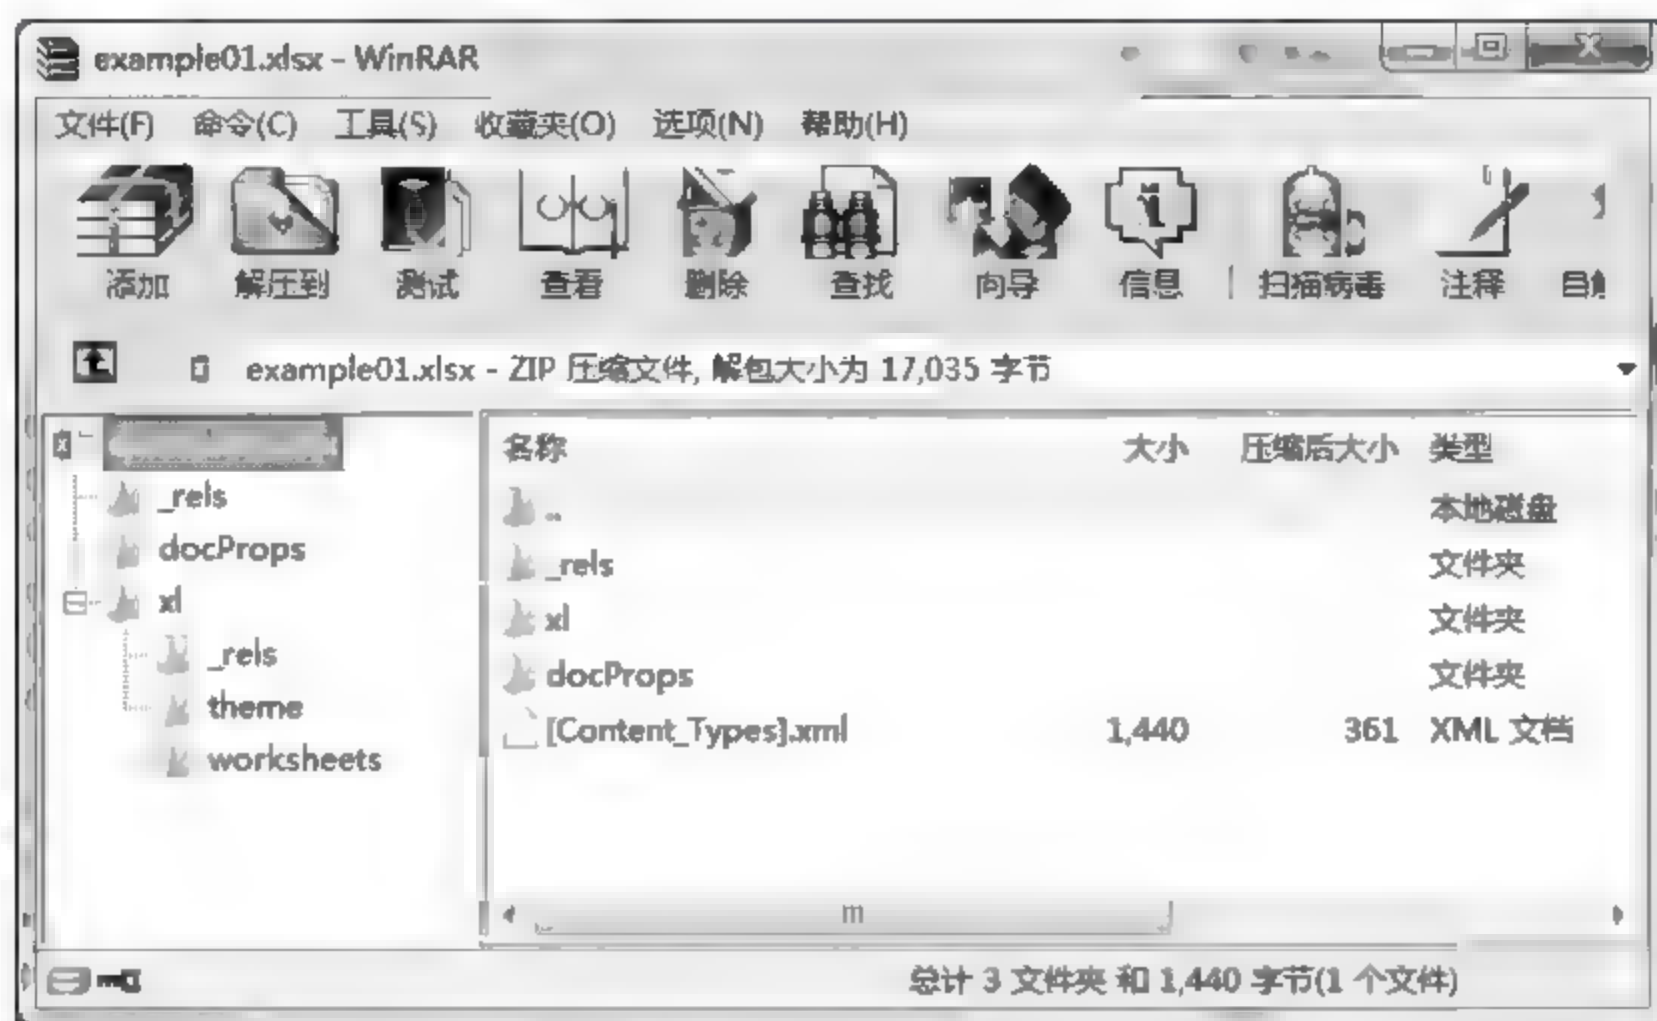 example01.xlsx - WinRAR
文件(F) 命令(C) 工具(S) 收藏夹(O) 选项(N) 帮助(H)
添加 解压到 测试 查看 删除 查找 向导 信息 扫描病毒 注释
example01.xlsx - ZIP 压缩文件, 解包大小为 17,035 字节
_rels
docProps
xl
_rels
theme
worksheets
名称 大小 压缩后大小 类型
.. 本地磁盘
_rels 文件夹
xl 文件夹
docProps 文件夹
[Content_Types].xml 1,440 361 XML 文档
总计 3 文件夹 和 1,440 字节(1 个文件)